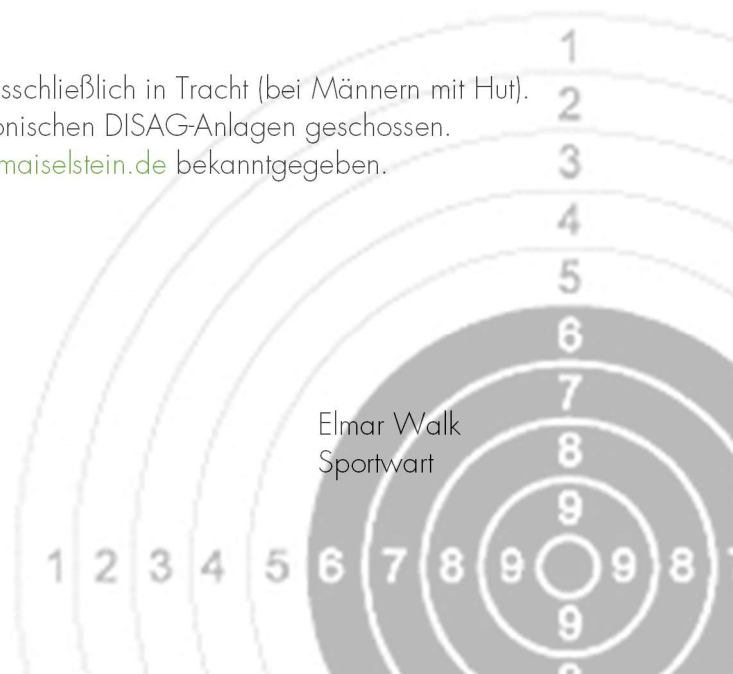 sschließlich in Tracht (bei Männern mit Hut).
onischen DISAG-Anlagen geschossen.
maiselstein.de bekanntgegeben.
1
2
3
4
5
6
7
8
9
Elmar Walk
Sportwart
1 2 3 4 5 6 7 8 9 9 8
9